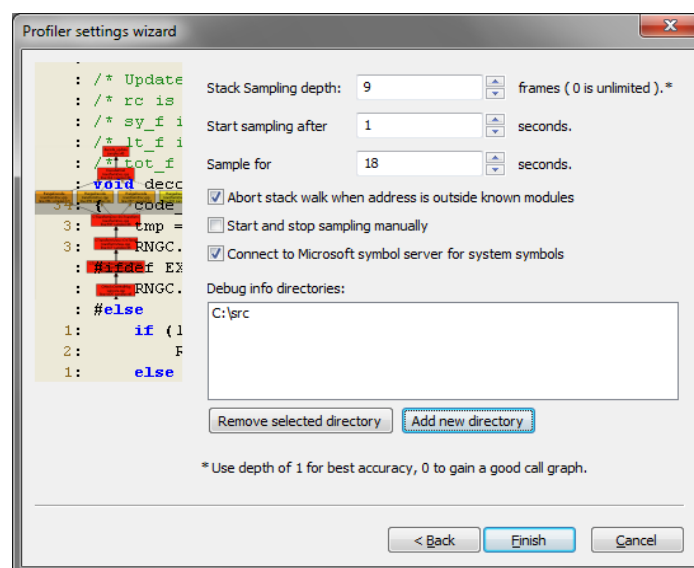 Profiler settings wizard
:
: /* Update
: /* rc is
: /* sy_f i
: /* lt_f i
: /* tot_f
: void deco
34: { code_
3: tmp =
3: RNGC.
: #ifdef EX
: RNGC.
: #else
1: if (l
2: R
1: else
Stack Sampling depth: 9 frames ( 0 is unlimited ).*
Start sampling after 1 seconds.
Sample for 18 seconds.
Abort stack walk when address is outside known modules
Start and stop sampling manually
Connect to Microsoft symbol server for system symbols
Debug info directories:
C:\src
Remove selected directory Add new directory
* Use depth of 1 for best accuracy, 0 to gain a good call graph.
< Back Finish Cancel